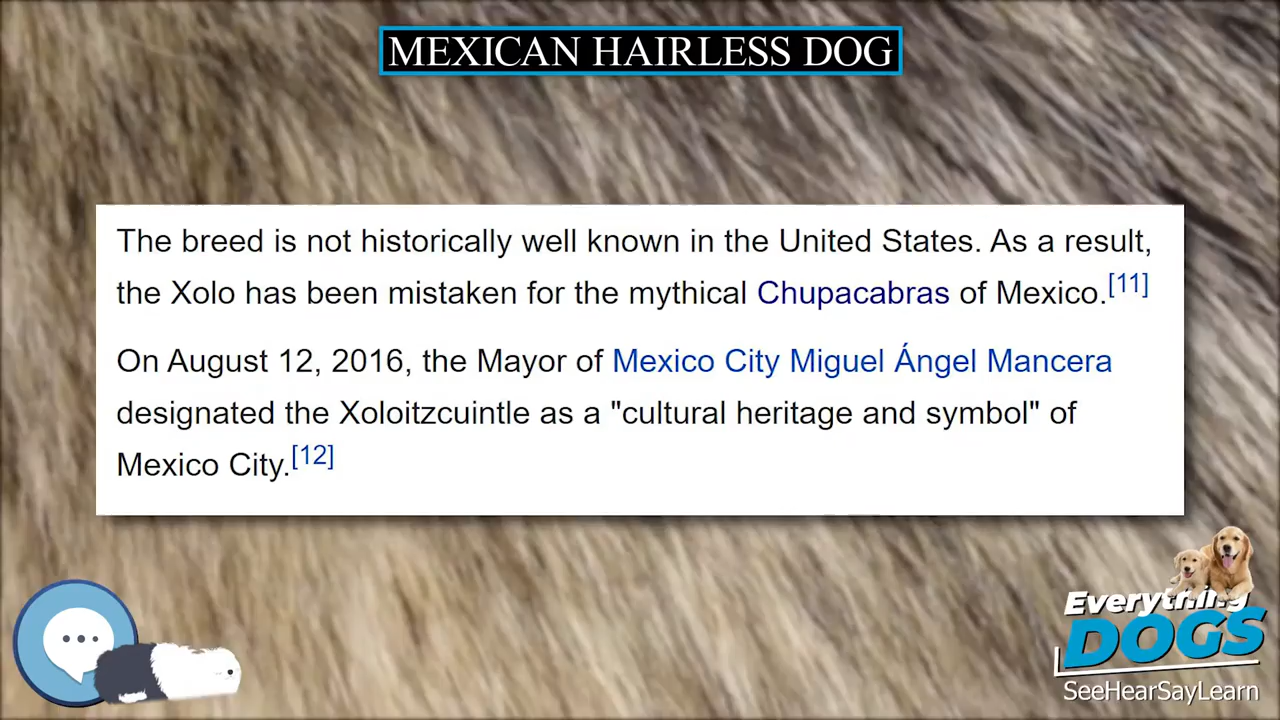 MEXICAN HAIRLESS DOG
The breed is not historically well known in the United States. As a result,
the Xolo has been mistaken for the mythical Chupacabras of Mexico.[11]
On August 12, 2016, the Mayor of Mexico City Miguel Ángel Mancera
designated the Xoloitzcuintle as a "cultural heritage and symbol" of
Mexico City.[12]
Everything
DOGS
SeeHearSayLearn